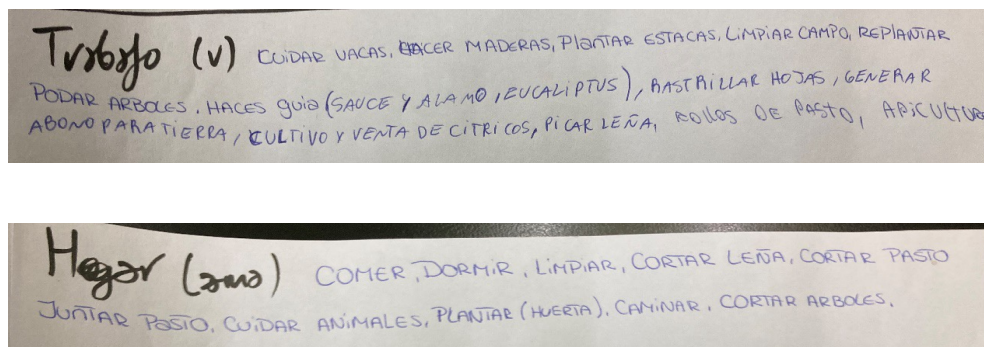 Trabajo (v) CUIDAR VACAS, HACER MADERAS, PlANTAR ESTACAS, LIMPIAR CAMPO, REPLANTAR
PODAR ARBOLES, HACES guia (SAUCE Y ALAMO, EUCALIPTUS), RASTRILLAR HOJAS, GENERAR
ABONO PARA TIERRA, CULTIVO Y VENTA DE CITRICOS, PICAR LEÑA, ROLLOS DE PASTO, APICULTURA
Hogar (amo) COMER, DORMIR, LIMPIAR, CORTAR LEÑA, CORTAR PASTO
JUNTAR PASTO, CUIDAR ANIMALES, PLANTAR (HUERTA), CAMINAR, CORTAR ARBOLES.